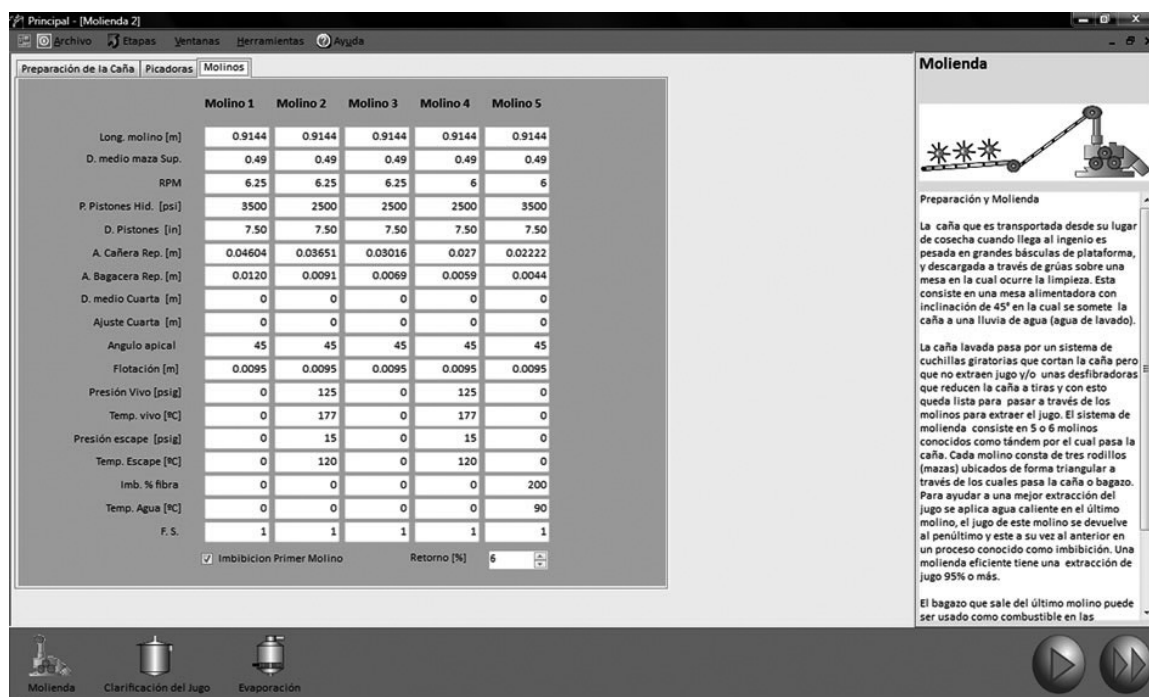 Principal - [Molienda 2]
Archivo Etapas Ventanas Herramientas Ayuda
Preparación de la Caña Picadoras Molinos
Molino 1 Molino 2 Molino 3 Molino 4 Molino 5
Long. molino [m] 0.9144 0.9144 0.9144 0.9144 0.9144
D. medio maza Sup. 0.49 0.49 0.49 0.49 0.49
RPM 6.25 6.25 6.25 6 6
P. Pistones Hid. [psi] 3500 2500 2500 2500 3500
D. Pistones [in] 7.50 7.50 7.50 7.50 7.50
A. Cañera Rep. [m] 0.04604 0.03651 0.03016 0.027 0.02222
A. Bagacera Rep. [m] 0.0120 0.0091 0.0069 0.0059 0.0044
D. medio Cuarta [m] 0 0 0 0 0
Ajuste Cuarta [m] 0 0 0 0 0
Angulo apical 45 45 45 45 45
Flotación [m] 0.0095 0.0095 0.0095 0.0095 0.0095
Presión Vivo [psig] 0 125 0 125 0
Temp. vivo [ºC] 0 177 0 177 0
Presión escape [psig] 0 15 0 15 0
Temp. Escape [ºC] 0 120 0 120 0
Imb. % fibra 0 0 0 0 200
Temp. Agua [ºC] 0 0 0 0 90
F. S. 1 1 1 1 1
Imbibicion Primer Molino Retorno [%] 6
Molienda
Preparación y Molienda
La caña que es transportada desde su lugar
de cosecha cuando llega al ingenio es
pesada en grandes básculas de plataforma,
y descargada a través de grúas sobre una
mesa en la cual ocurre la limpieza. Esta
consiste en una mesa alimentadora con
inclinación de 45° en la cual se somete la
caña a una lluvia de agua (agua de lavado).
La caña lavada pasa por un sistema de
cuchillas giratorias que cortan la caña pero
que no extraen jugo y/o unas desfibradoras
que reducen la caña a tiras y con esto
queda lista para pasar a través de los
molinos para extraer el jugo. El sistema de
molienda consiste en 5 o 6 molinos
conocidos como tándem por el cual pasa la
caña. Cada molino consta de tres rodillos
(mazas) ubicados de forma triangular a
través de los cuales pasa la caña o bagazo.
Para ayudar a una mejor extracción del
jugo se aplica agua caliente en el último
molino, el jugo de este molino se devuelve
al penúltimo y este a su vez al anterior en
un proceso conocido como imbibición. Una
molienda eficiente tiene una extracción de
jugo 95% o más.
El bagazo que sale del último molino puede
ser usado como combustible en las
Molienda Clarificación del Jugo Evaporación